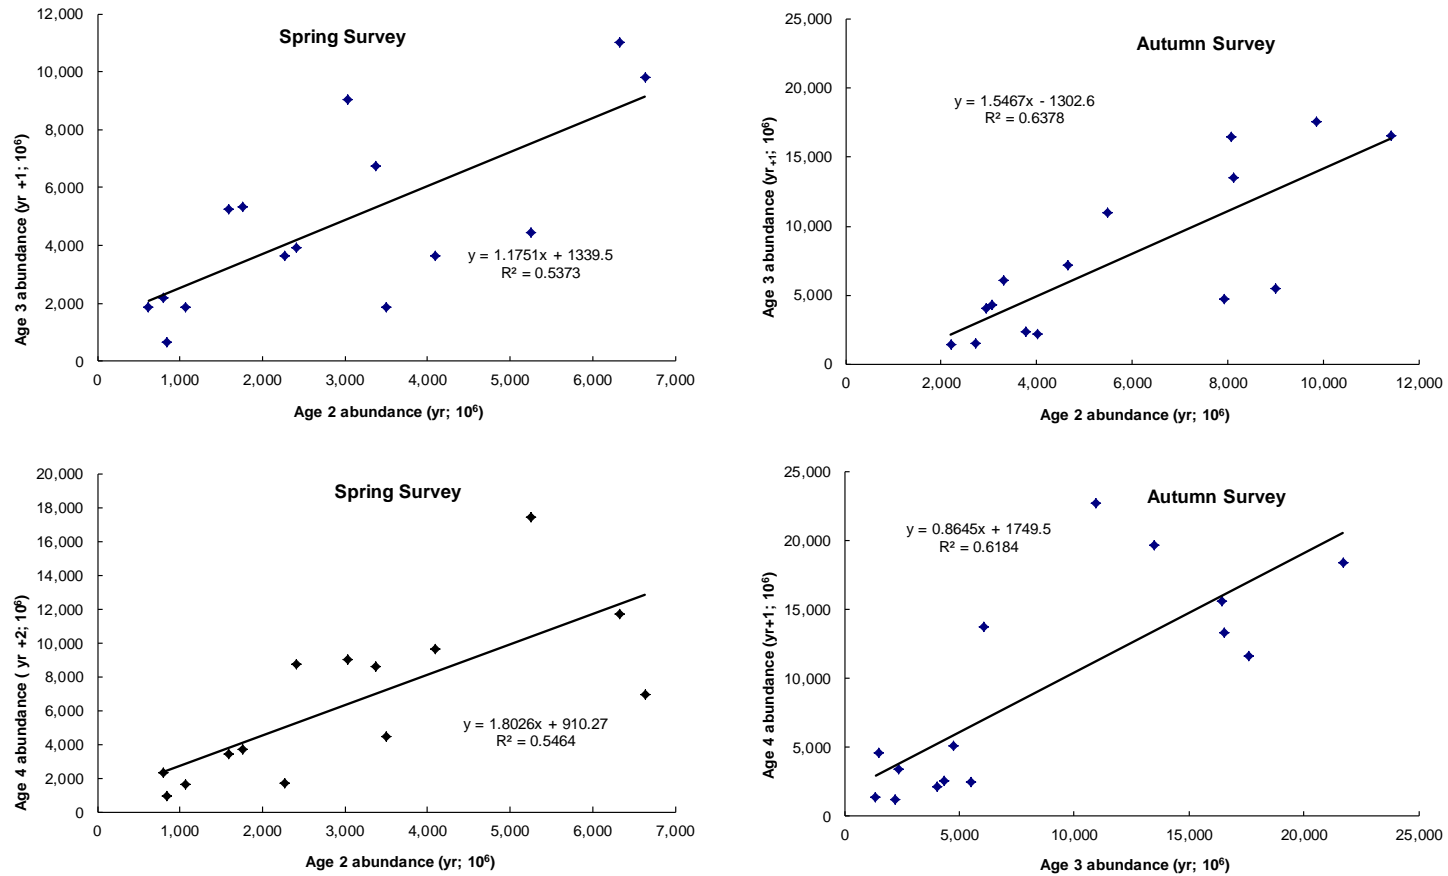 Spring Survey
12,000
10,000
8,000
6,000
4,000
2,000
0
Age 3 abundance (yr +1; 10⁶)
y = 1.1751x + 1339.5
R² = 0.5373
0 1,000 2,000 3,000 4,000 5,000 6,000 7,000
Age 2 abundance (yr; 10⁶)
Autumn Survey
25,000
20,000
15,000
10,000
5,000
0
Age 3 abundance (yr ₊₁; 10⁶)
y = 1.5467x - 1302.6
R² = 0.6378
0 2,000 4,000 6,000 8,000 10,000 12,000
Age 2 abundance (yr; 10⁶)
Spring Survey
20,000
18,000
16,000
14,000
12,000
10,000
8,000
6,000
4,000
2,000
0
Age 4 abundance ( yr +2; 10⁶)
y = 1.8026x + 910.27
R² = 0.5464
0 1,000 2,000 3,000 4,000 5,000 6,000 7,000
Age 2 abundance (yr; 10⁶)
Autumn Survey
25,000
20,000
15,000
10,000
5,000
0
Age 4 abundance (yr+1; 10⁶)
y = 0.8645x + 1749.5
R² = 0.6184
0 5,000 10,000 15,000 20,000 25,000
Age 3 abundance (yr; 10⁶)